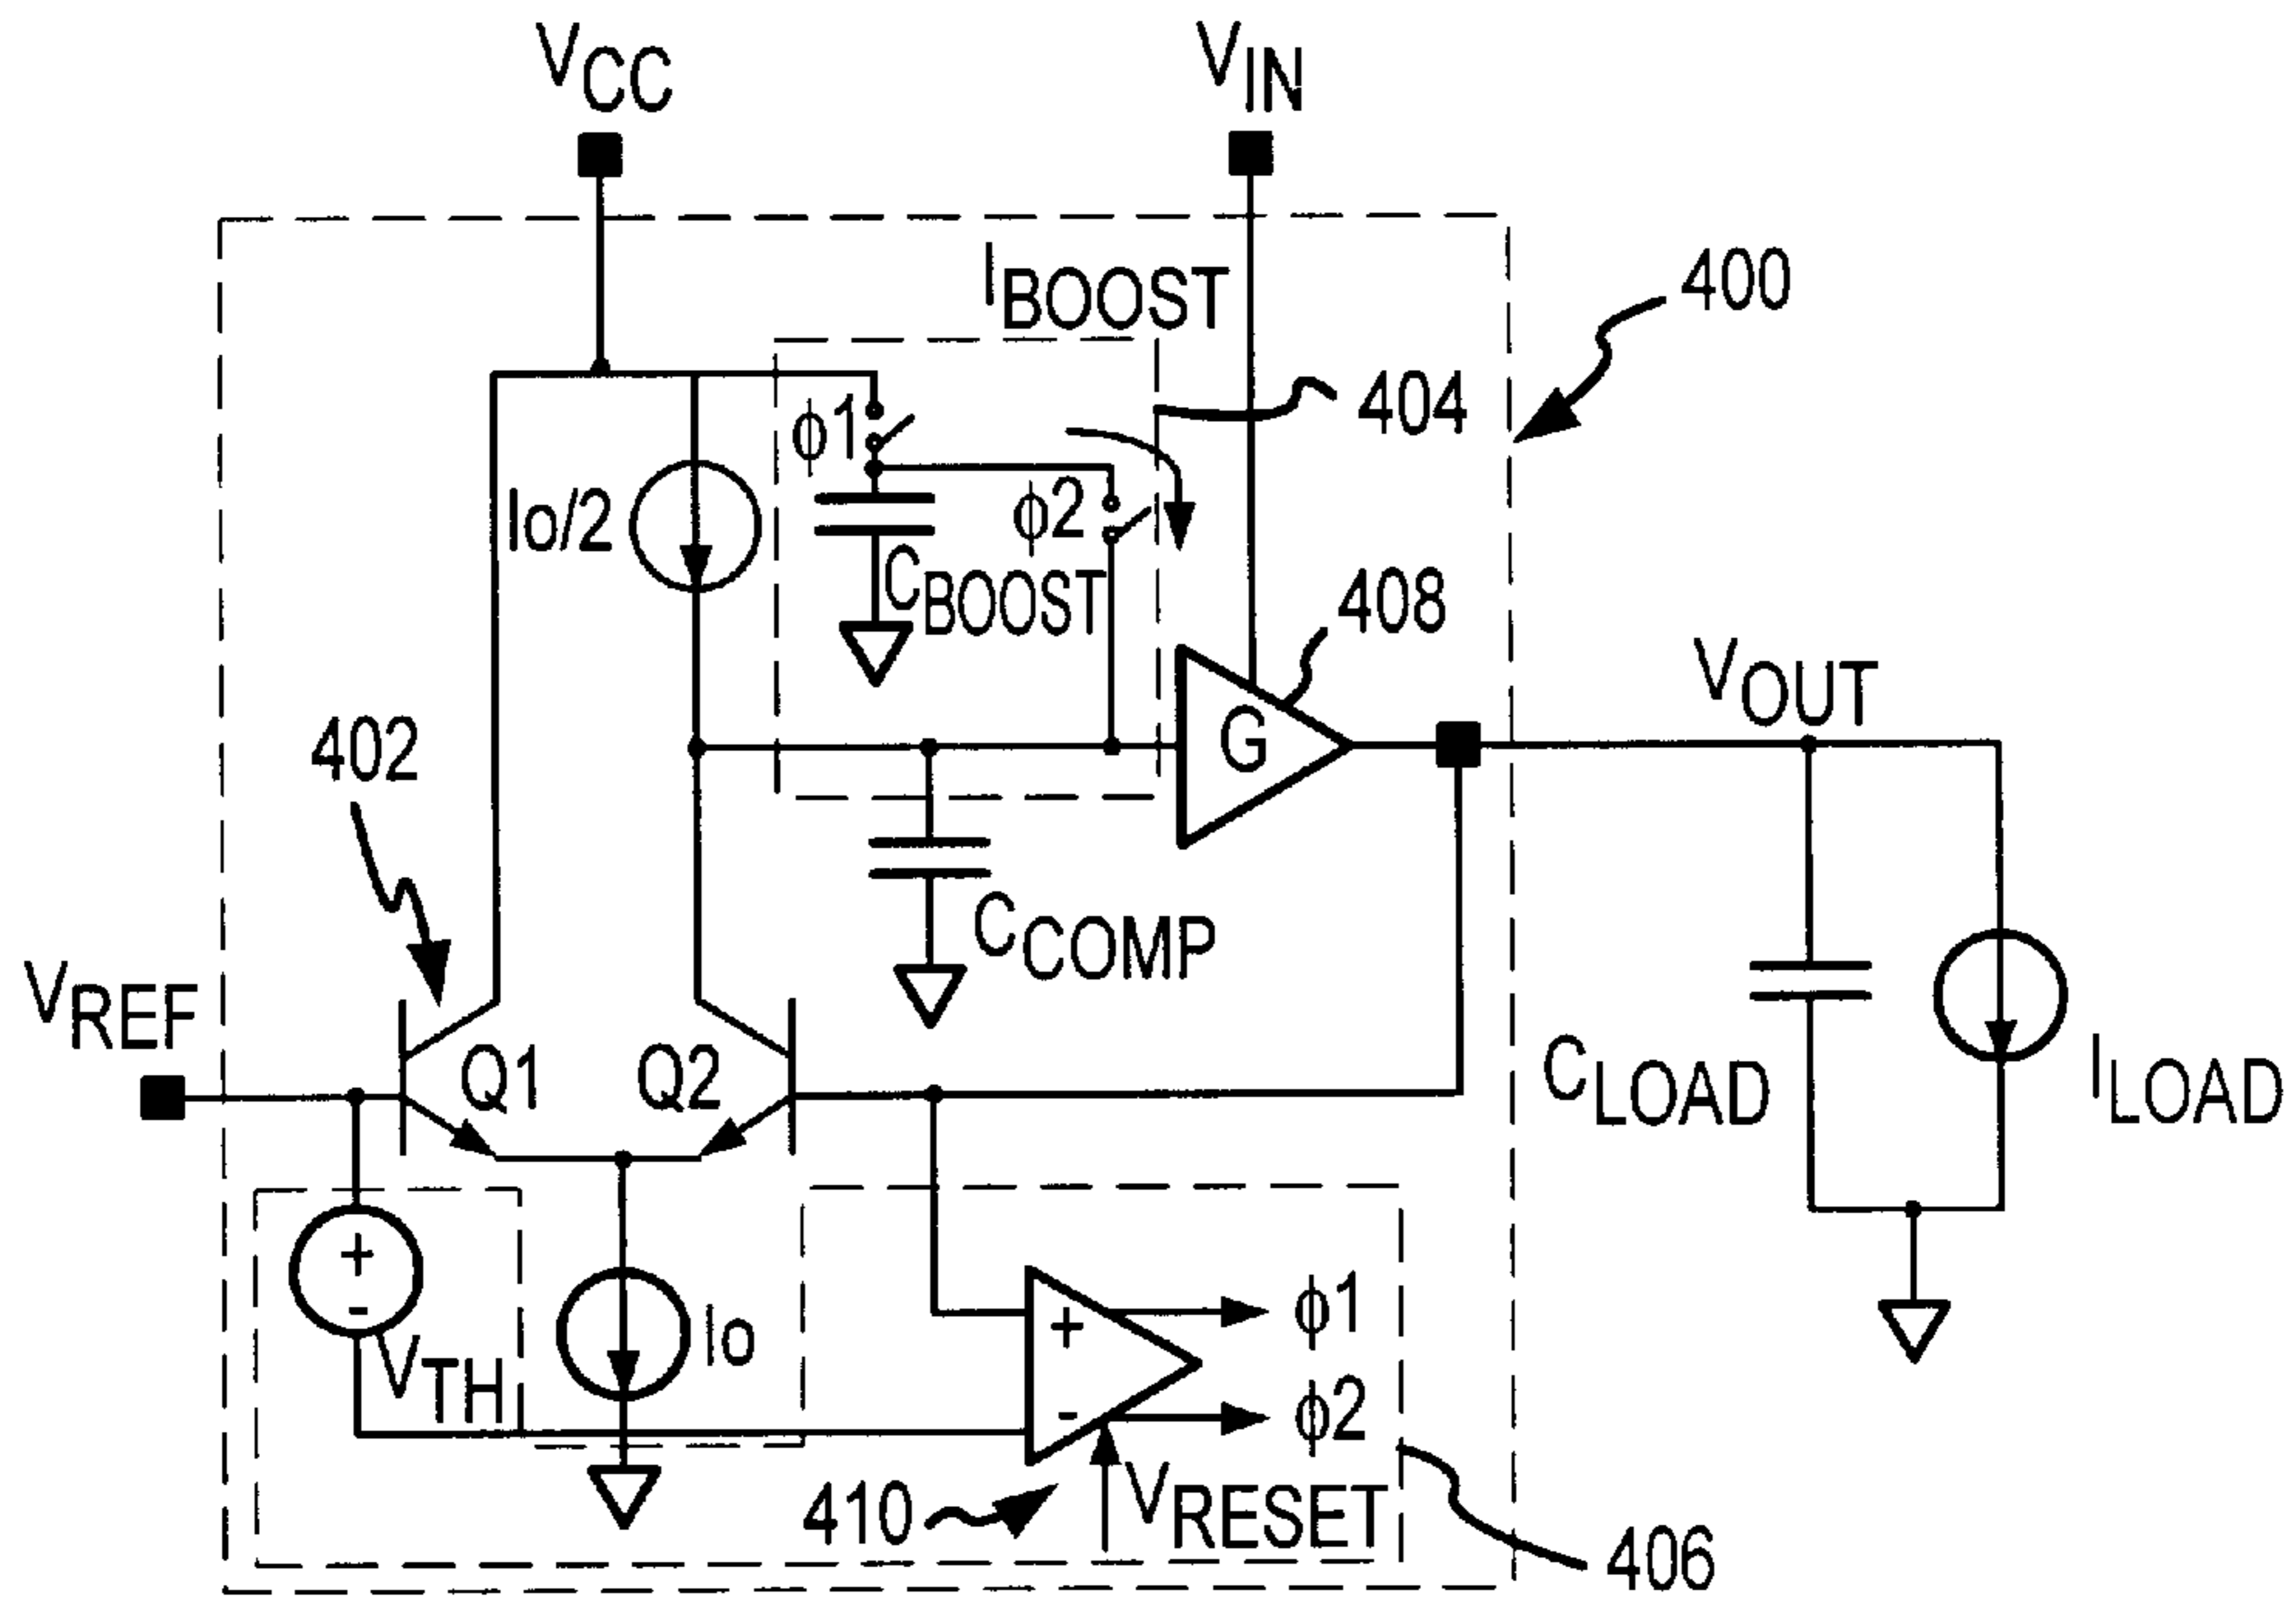 VCC
VIN
IBOOST
400
404
ϕ1
Io/2
ϕ2
CBOOST
408
VOUT
402
G
CCOMP
VREF
Q1
Q2
CLOAD
ILOAD
+
-
VTH
Io
+
-
ϕ1
ϕ2
410
VRESET
406